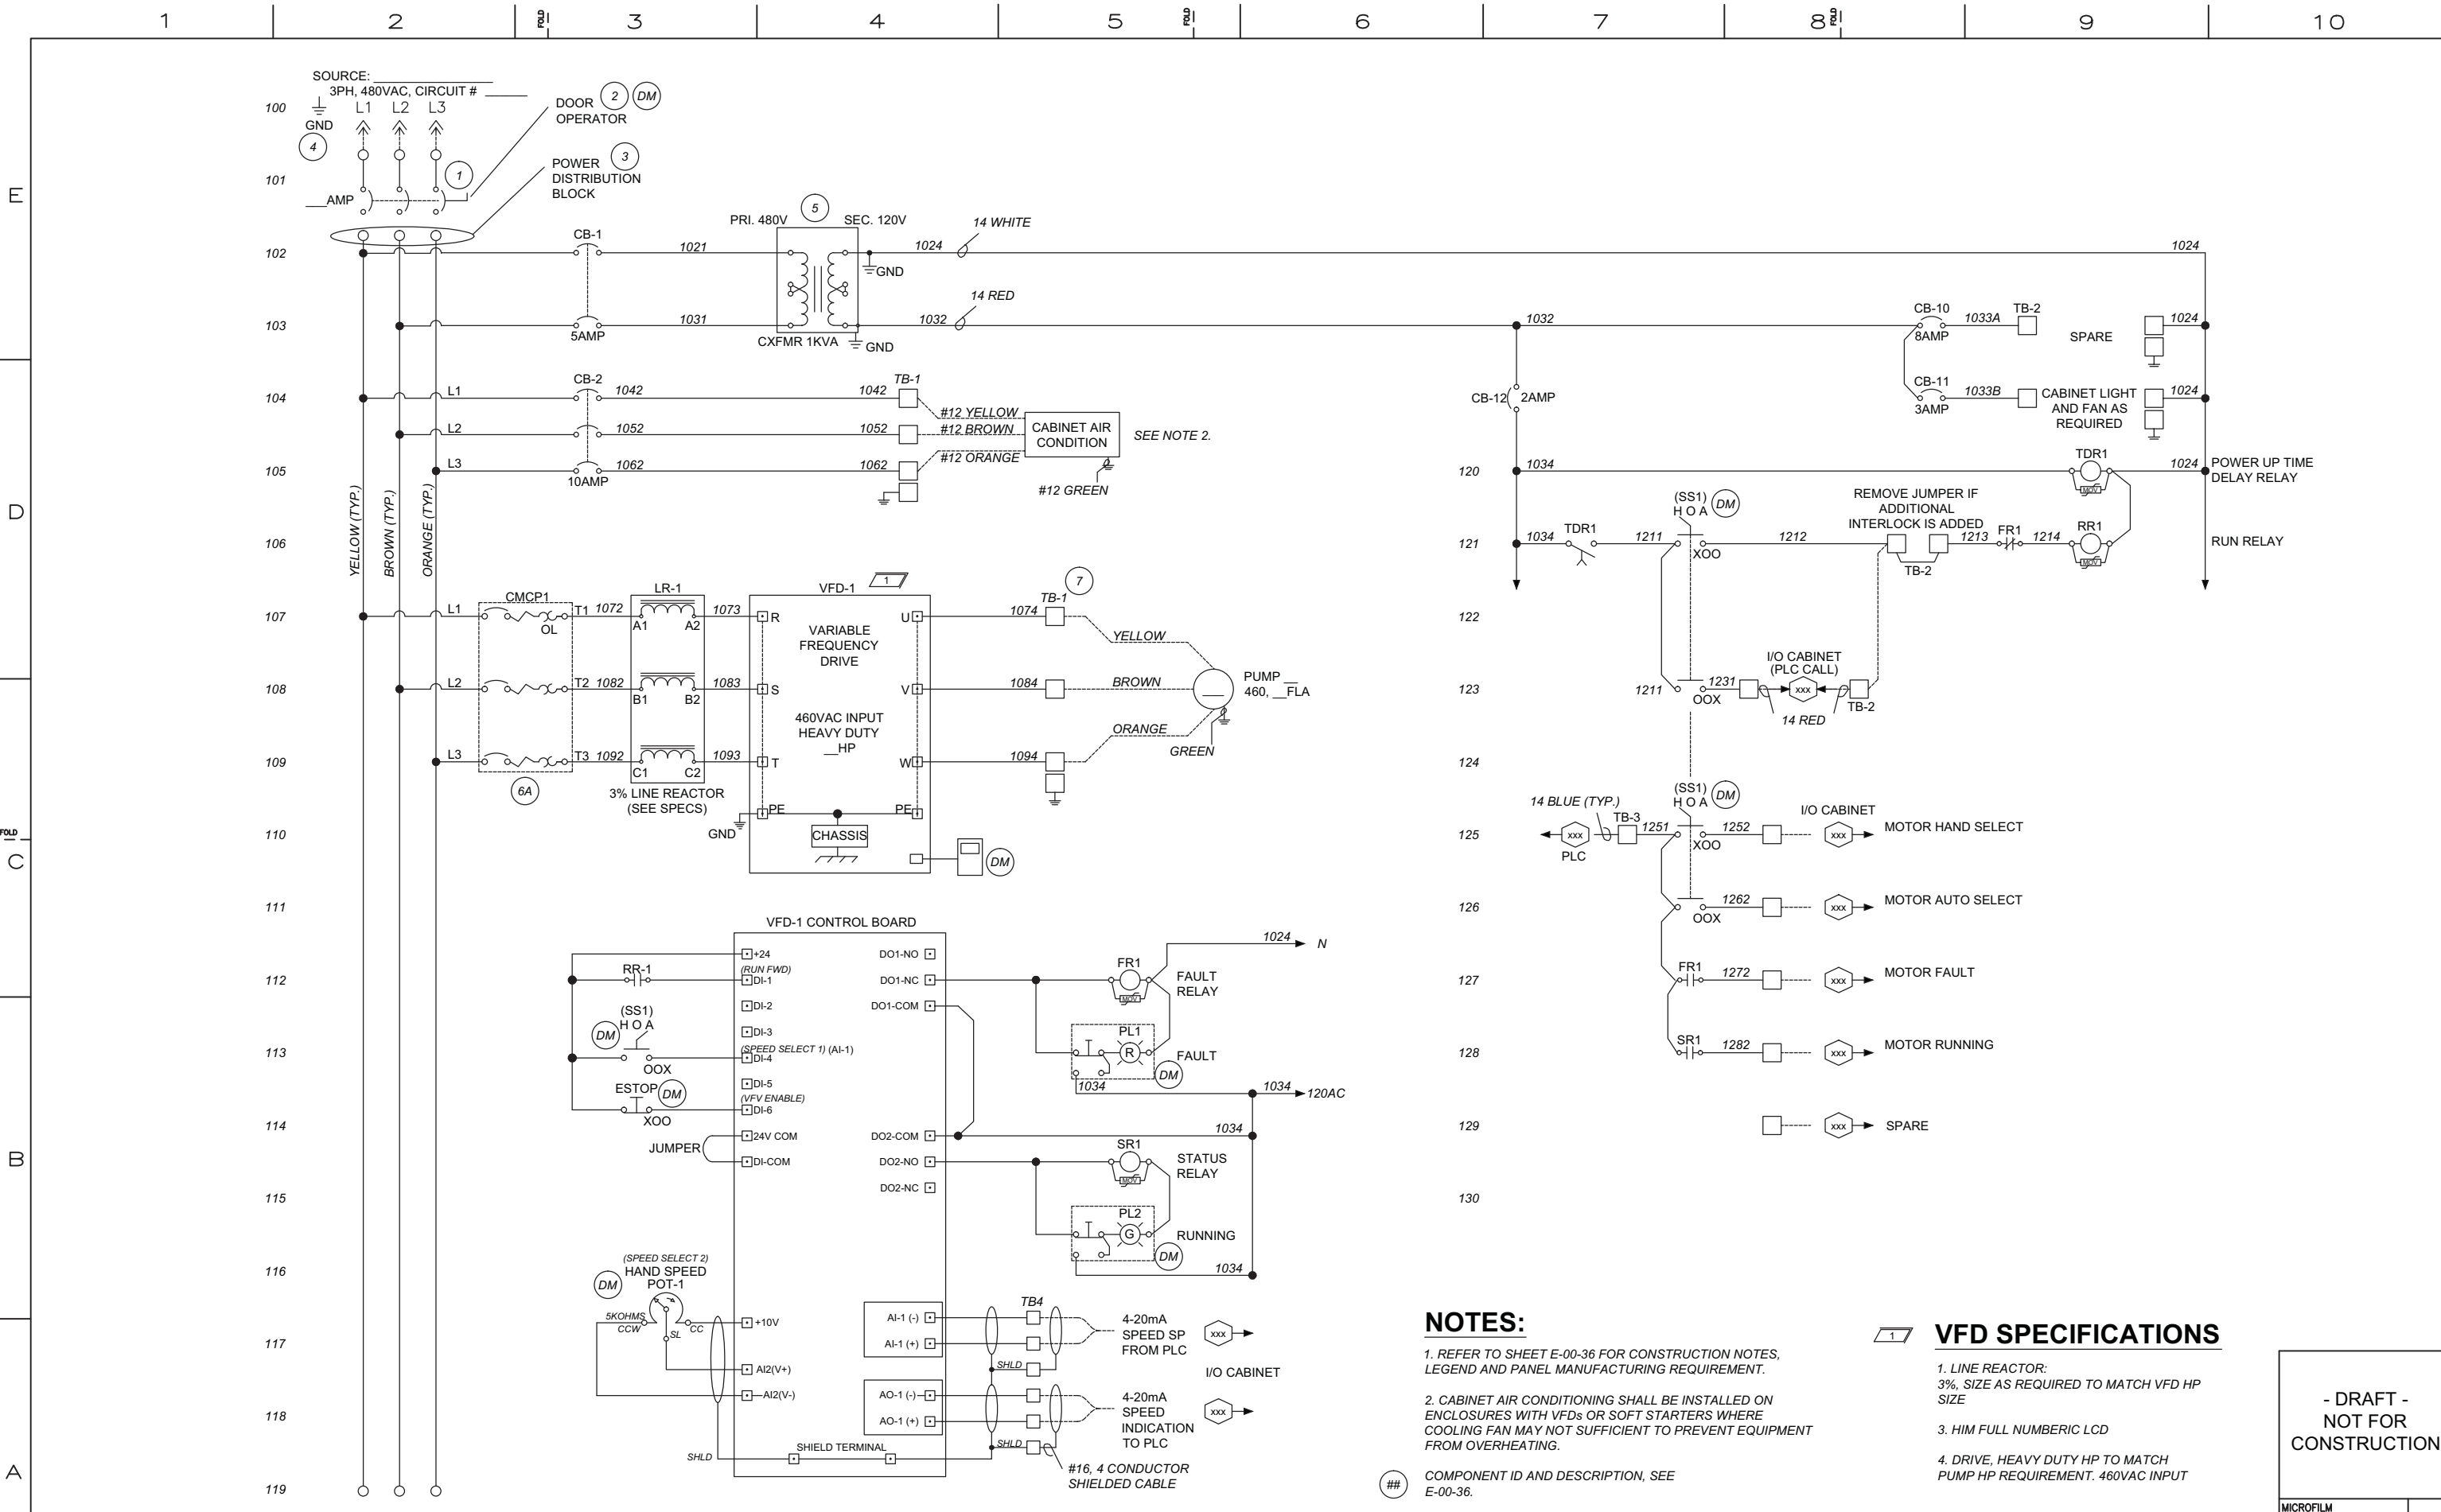 1 2 3 4 5 6 7 8 9 10
FOLD FOLD FOLD
FOLD
E
D
C
B
A
100
101
102
103
104
105
106
107
108
109
110
111
112
113
114
115
116
117
118
119
SOURCE:
3PH, 480VAC, CIRCUIT #
L1 L2 L3
GND
4
DOOR
OPERATOR
2 DM
POWER
DISTRIBUTION
BLOCK
3
1
___AMP
CB-1
5AMP
1021
1031
PRI. 480V
5
SEC. 120V
CXFMR 1KVA
GND
GND
1024
14 WHITE
1032
14 RED
1024
L1
L2
L3
CB-2
10AMP
1042
1052
1062
1042
1052
1062
TB-1
#12 YELLOW
#12 BROWN
#12 ORANGE
CABINET AIR
CONDITION
#12 GREEN
SEE NOTE 2.
YELLOW (TYP.)
BROWN (TYP.)
ORANGE (TYP.)
CMCP1
L1
L2
L3
OL
T1 1072
T2 1082
T3 1092
6A
LR-1
A1 A2
B1 B2
C1 C2
3% LINE REACTOR
(SEE SPECS)
1073
1083
1093
VFD-1
1
R
S
T
U
V
W
VARIABLE
FREQUENCY
DRIVE
460VAC INPUT
HEAVY DUTY
__HP
PE
PE
GND
CHASSIS
DM
1074
1084
1094
TB-1
7
YELLOW
BROWN
ORANGE
GREEN
PUMP __
460, __FLA
VFD-1 CONTROL BOARD
+24
(RUN FWD)
DI-1
DI-2
DI-3
(SPEED SELECT 1) (AI-1)
DI-4
DI-5
(VFV ENABLE)
DI-6
24V COM
DI-COM
RR-1
(SS1)
H O A
DM
OOX
ESTOP
DM
XOO
JUMPER
DO1-NO
DO1-NC
DO1-COM
DO2-COM
DO2-NO
DO2-NC
1024
N
FR1
MOV
FAULT
RELAY
PL1
R
FAULT
DM
1034
1034
120AC
1034
SR1
MOV
STATUS
RELAY
PL2
G
RUNNING
DM
1034
(SPEED SELECT 2)
HAND SPEED
POT-1
DM
5KOHMS
CCW
SL
CC
+10V
AI2(V+)
AI2(V-)
SHLD
SHIELD TERMINAL
AI-1 (-)
AI-1 (+)
AO-1 (-)
AO-1 (+)
TB4
SHLD
SHLD
4-20mA
SPEED SP
FROM PLC
xxx
I/O CABINET
4-20mA
SPEED
INDICATION
TO PLC
xxx
#16, 4 CONDUCTOR
SHIELDED CABLE
1032
CB-12
2AMP
CB-10
8AMP
1033A
TB-2
SPARE
1024
CB-11
3AMP
1033B
CABINET LIGHT
AND FAN AS
REQUIRED
1024
120
1034
TDR1
MOV
1024
POWER UP TIME
DELAY RELAY
121
1034
TDR1
1211
(SS1)
H O A
DM
XOO
1212
REMOVE JUMPER IF
ADDITIONAL
INTERLOCK IS ADDED
TB-2
1213
FR1
1214
RR1
MOV
RUN RELAY
122
123
1211
OOX
1231
I/O CABINET
(PLC CALL)
xxx
14 RED
TB-2
124
125
14 BLUE (TYP.)
xxx
PLC
TB-3
1251
(SS1)
H O A
DM
XOO
1252
I/O CABINET
xxx
MOTOR HAND SELECT
126
OOX
1262
xxx
MOTOR AUTO SELECT
127
FR1
1272
xxx
MOTOR FAULT
128
SR1
1282
xxx
MOTOR RUNNING
129
xxx
SPARE
130
NOTES:
1. REFER TO SHEET E-00-36 FOR CONSTRUCTION NOTES,
LEGEND AND PANEL MANUFACTURING REQUIREMENT.
2. CABINET AIR CONDITIONING SHALL BE INSTALLED ON
ENCLOSURES WITH VFDs OR SOFT STARTERS WHERE
COOLING FAN MAY NOT SUFFICIENT TO PREVENT EQUIPMENT
FROM OVERHEATING.
##
COMPONENT ID AND DESCRIPTION, SEE
E-00-36.
1
VFD SPECIFICATIONS
1. LINE REACTOR:
3%, SIZE AS REQUIRED TO MATCH VFD HP
SIZE
3. HIM FULL NUMBERIC LCD
4. DRIVE, HEAVY DUTY HP TO MATCH
PUMP HP REQUIREMENT. 460VAC INPUT
- DRAFT -
NOT FOR
CONSTRUCTION
MICROFILM